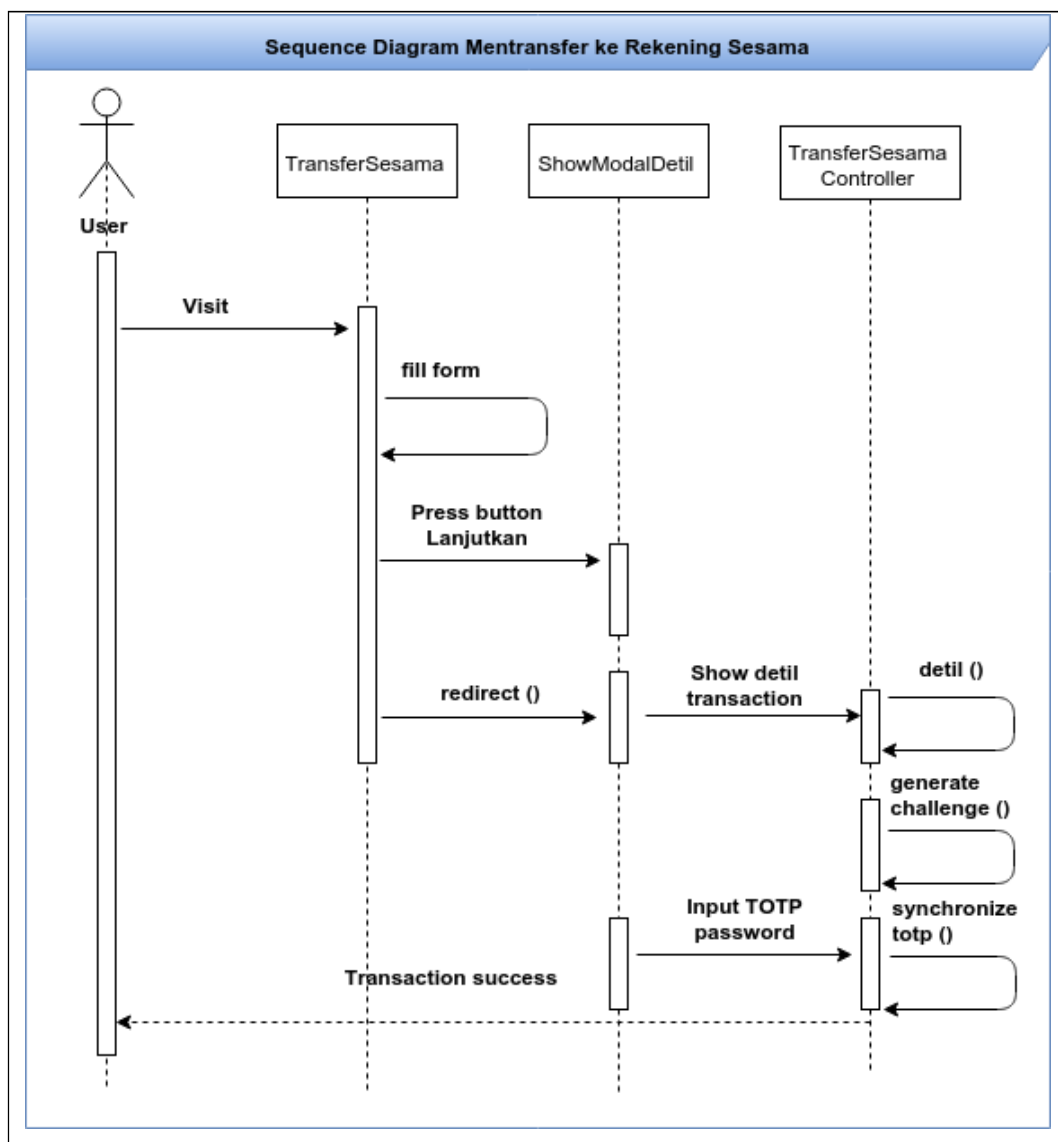 Sequence Diagram Mentransfer ke Rekening Sesama
User
TransferSesama
ShowModalDetil
TransferSesama
Controller
Visit
fill form
Press button
Lanjutkan
redirect ()
Show detil
transaction
detil ()
generate
challenge ()
Input TOTP
password
synchronize
totp ()
Transaction success